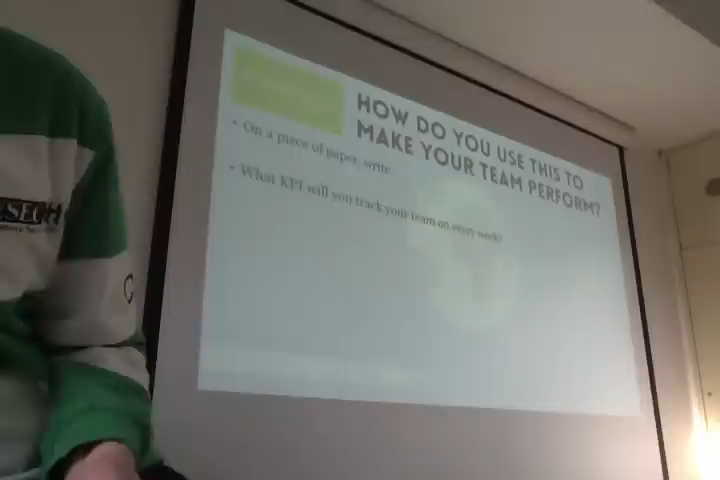 HOW DO YOU USE THIS TO
MAKE YOUR TEAM PERFORM?
• On a piece of paper, write
• What KPI will you track your team on every week?